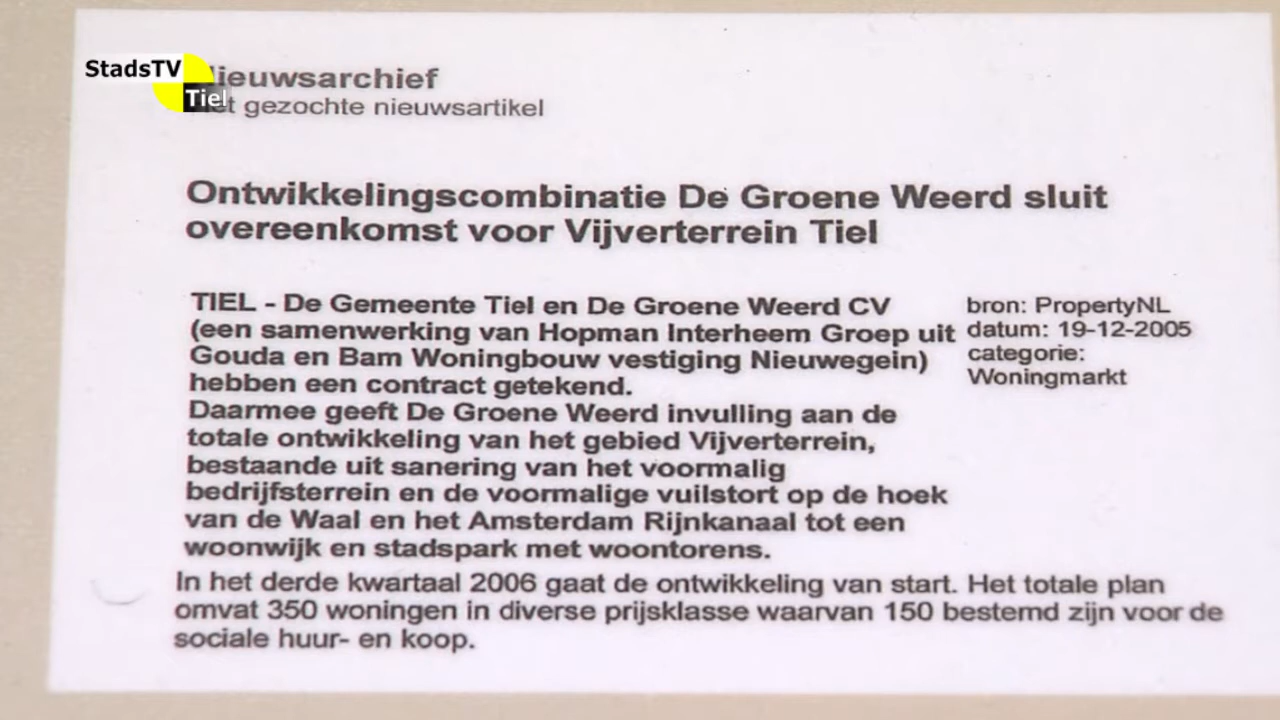 StadsTV
Tiel
Nieuwsarchief
gezochte nieuwsartikel
Ontwikkelingscombinatie De Groene Weerd sluit
overeenkomst voor Vijverterrein Tiel
TIEL - De Gemeente Tiel en De Groene Weerd CV
(een samenwerking van Hopman Interheem Groep uit
Gouda en Bam Woningbouw vestiging Nieuwegein)
hebben een contract getekend.
Daarmee geeft De Groene Weerd invulling aan de
totale ontwikkeling van het gebied Vijverterrein,
bestaande uit sanering van het voormalig
bedrijfsterrein en de voormalige vuilstort op de hoek
van de Waal en het Amsterdam Rijnkanaal tot een
woonwijk en stadspark met woontorens.
bron: PropertyNL
datum: 19-12-2005
categorie:
Woningmarkt
In het derde kwartaal 2006 gaat de ontwikkeling van start. Het totale plan
omvat 350 woningen in diverse prijsklasse waarvan 150 bestemd zijn voor de
sociale huur- en koop.